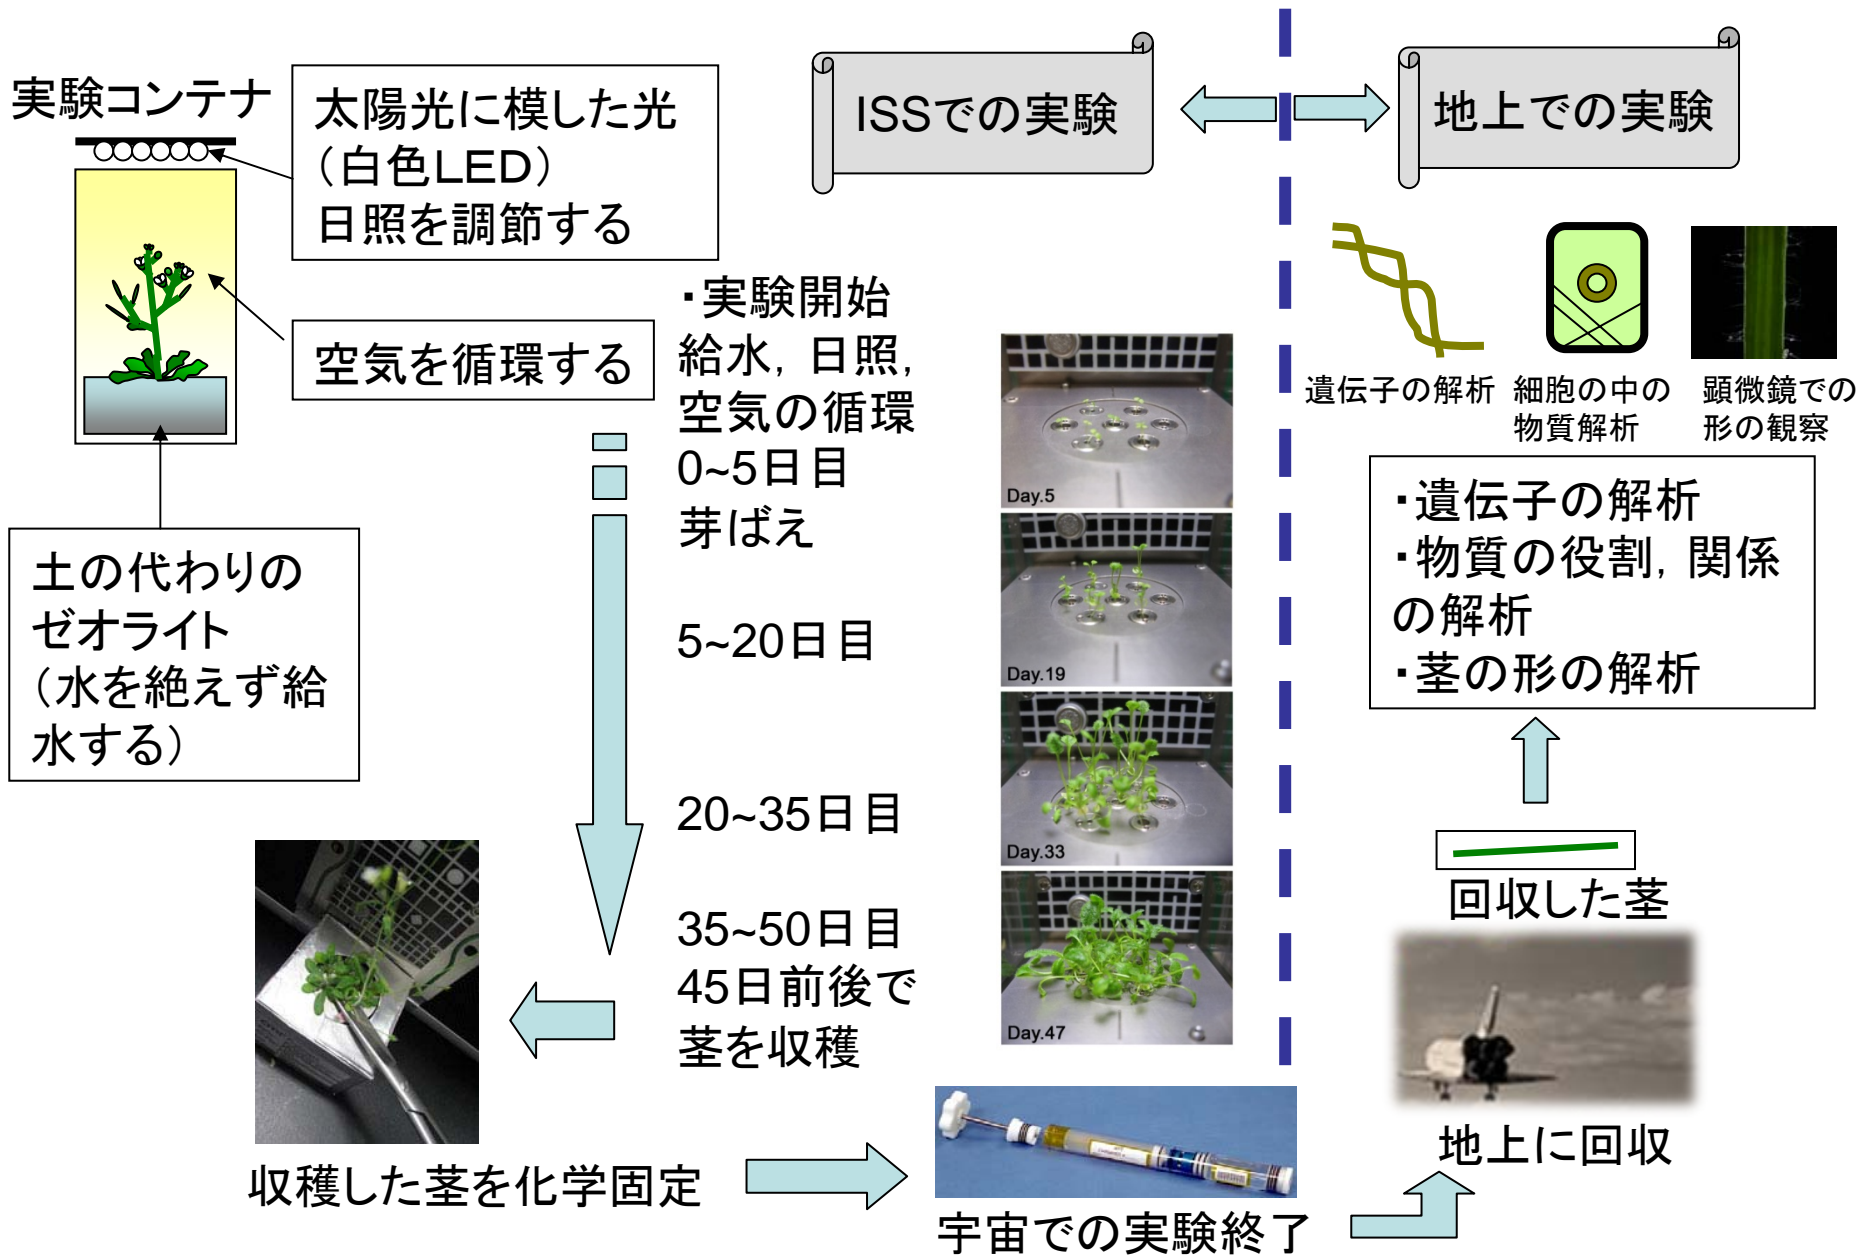 実験コンテナ
太陽光に模した光
（白色LED）
日照を調節する
空気を循環する
土の代わりの
ゼオライト
（水を絶えず給
水する）
ISSでの実験
地上での実験
・実験開始
給水，日照，
空気の循環
0~5日目
芽ばえ
5~20日目
20~35日目
35~50日目
45日前後で
茎を収穫
Day.5
Day.19
Day.33
Day.47
収穫した茎を化学固定
宇宙での実験終了
地上に回収
回収した茎
・遺伝子の解析
・物質の役割，関係
の解析
・茎の形の解析
遺伝子の解析
細胞の中の
物質解析
顕微鏡での
形の観察